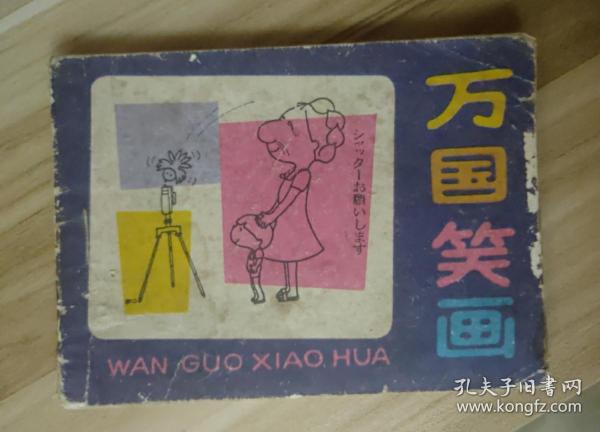 万国笑画
シャッターお願いします
WAN GUO XIAO HUA
孔夫子旧书网
www.kongfz.com